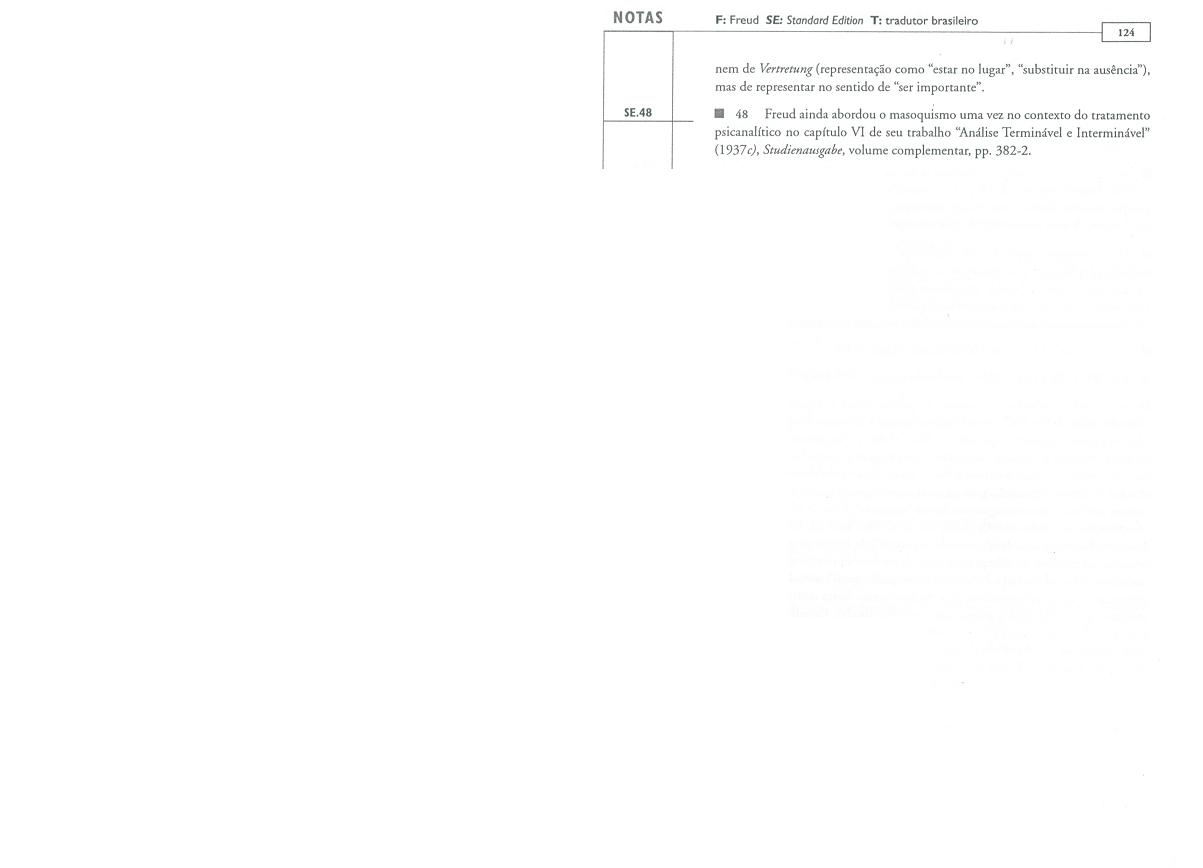 NOTAS
F: Freud SE: Standard Edition T: tradutor brasileiro
124
nem de Vertretung (representação como “estar no lugar”, “substituir na ausência”),
mas de representar no sentido de “ser importante”.
SE.48
■ 48 Freud ainda abordou o masoquismo uma vez no contexto do tratamento
psicanalítico no capítulo VI de seu trabalho “Análise Terminável e Interminável”
(1937c), Studienausgabe, volume complementar, pp. 382-2.